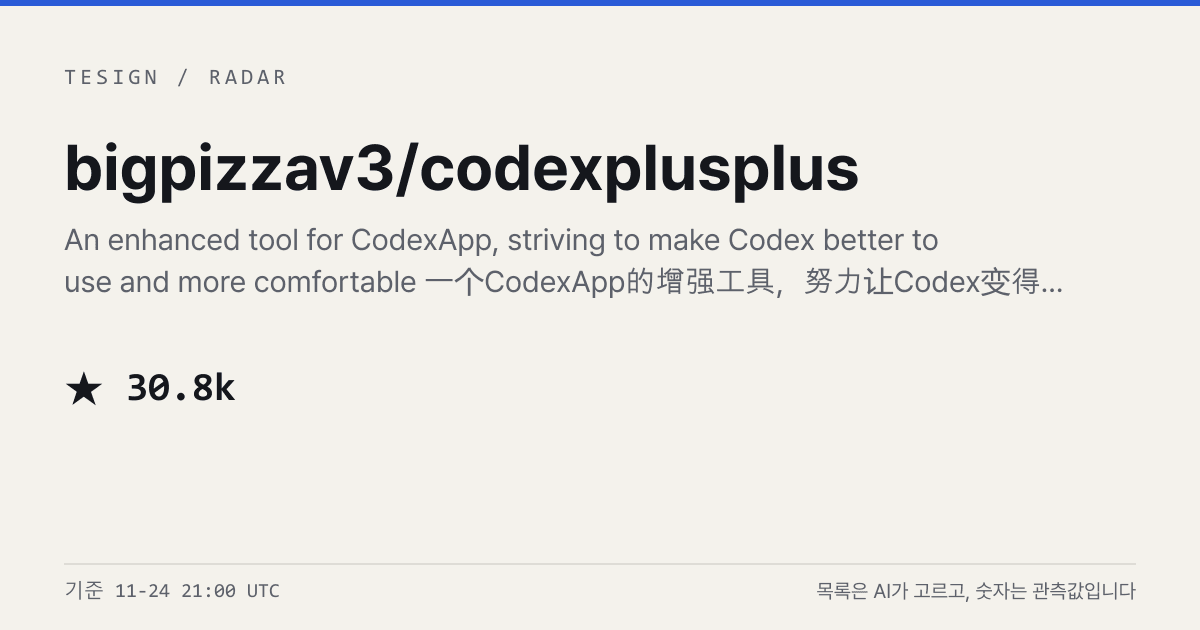 TESIGN / RADAR
bigpizzav3/codexplusplus
An enhanced tool for CodexApp, striving to make Codex better to
use and more comfortable 一个CodexApp的增强工具，努力让Codex变得…
★ 30.8k
기준 11-24 21:00 UTC
목록은 AI가 고르고, 숫자는 관측값입니다